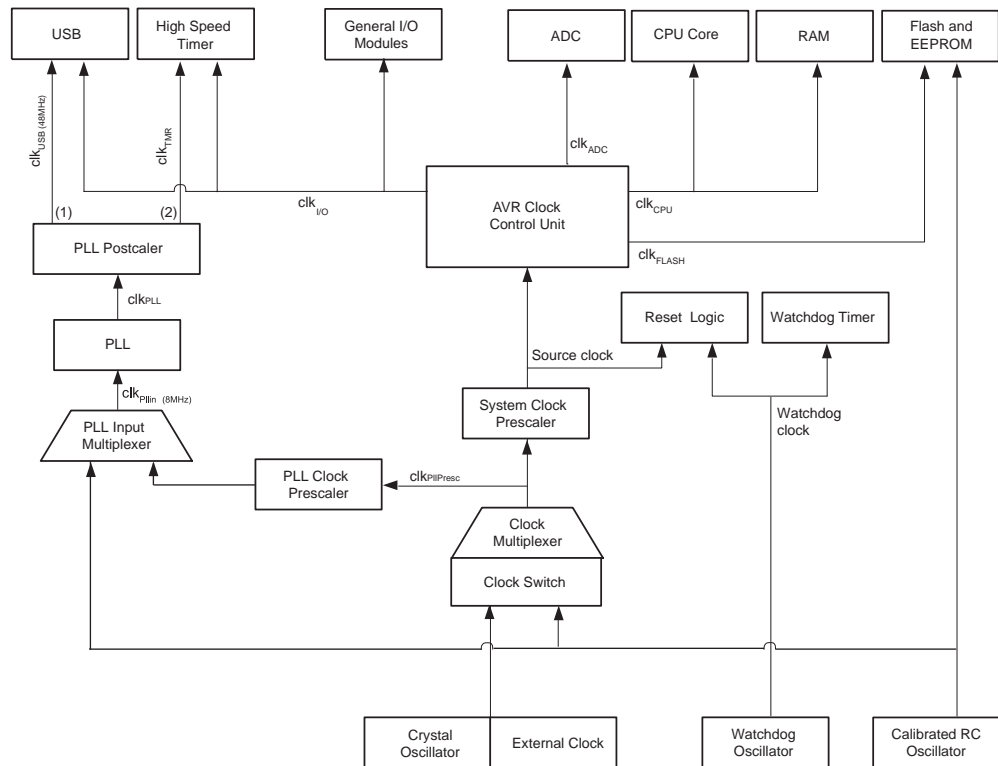 USB
High Speed
Timer
General I/O
Modules
ADC
CPU Core
RAM
Flash and
EEPROM
clkUSB (48MHz)
clkTMR
clkADC
clkI/O
AVR Clock
Control Unit
clkCPU
clkFLASH
(1)
(2)
PLL Postcaler
clkPLL
PLL
clkPllin (8MHz)
PLL Input
Multiplexer
Reset Logic
Watchdog Timer
Source clock
System Clock
Prescaler
Watchdog
clock
PLL Clock
Prescaler
clkPllPresc
Clock
Multiplexer
Clock Switch
Crystal
Oscillator
External Clock
Watchdog
Oscillator
Calibrated RC
Oscillator